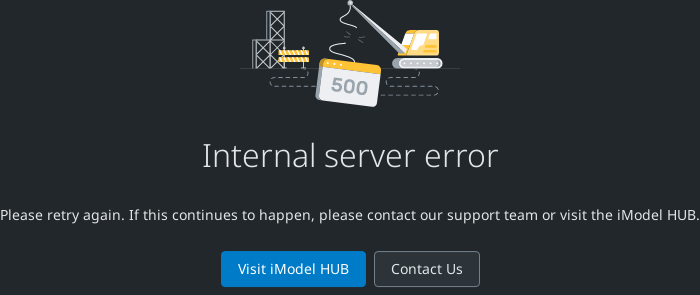 500
Internal server error
Please retry again. If this continues to happen, please contact our support team or visit the iModel HUB.
Visit iModel HUB
Contact Us